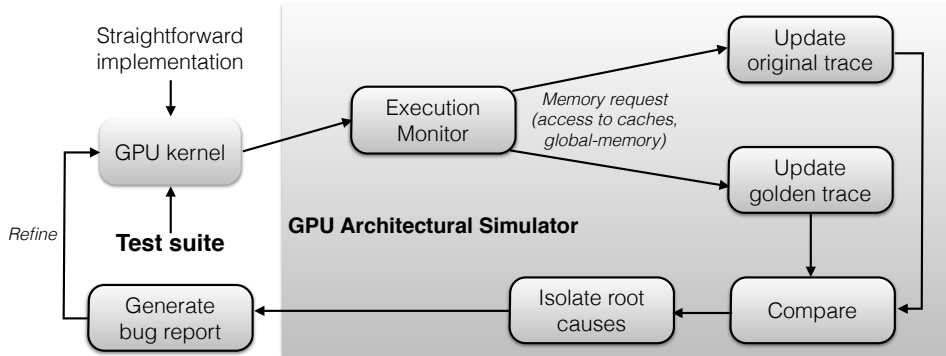 Straightforward
implementation
GPU kernel
Refine
Test suite
Generate
bug report
Execution
Monitor
Memory request
(access to caches,
global-memory)
Update
original trace
Update
golden trace
GPU Architectural Simulator
Isolate root
causes
Compare